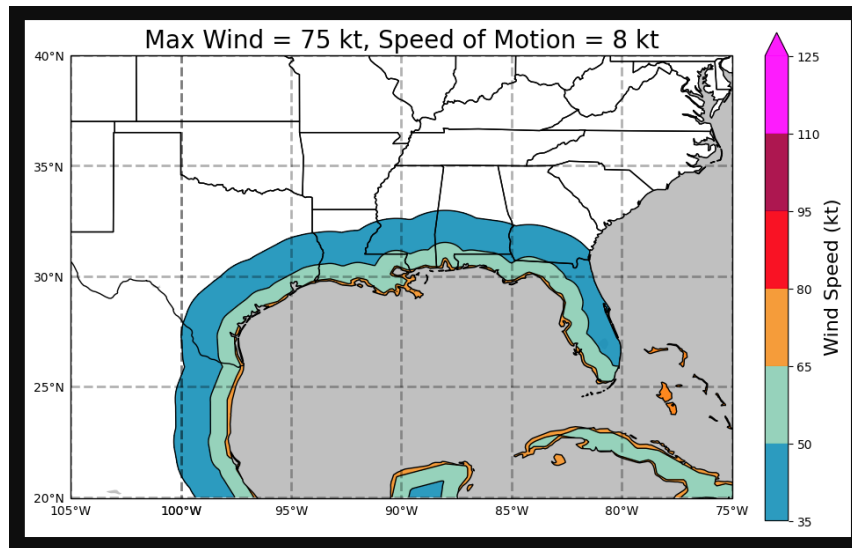 Max Wind = 75 kt, Speed of Motion = 8 kt
40°N
35°N
30°N
25°N
20°N
105°W
100°W
95°W
90°W
85°W
80°W
75°W
125
110
95
80
65
50
35
Wind Speed (kt)